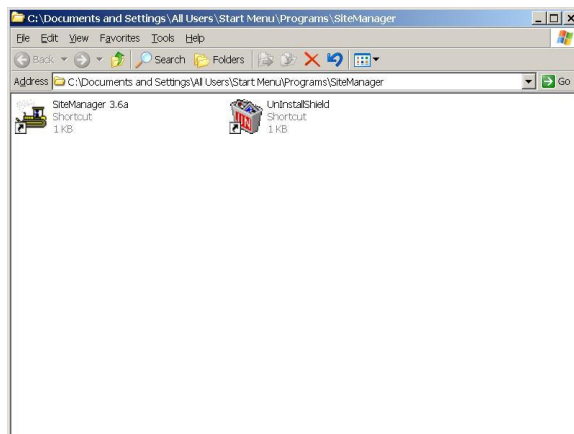 C:\Documents and Settings\All Users\Start Menu\Programs\SiteManager
File Edit View Favorites Tools Help
Back Search Folders
Address C:\Documents and Settings\All Users\Start Menu\Programs\SiteManager Go
SiteManager 3.6a
Shortcut
1 KB
UnInstallShield
Shortcut
1 KB